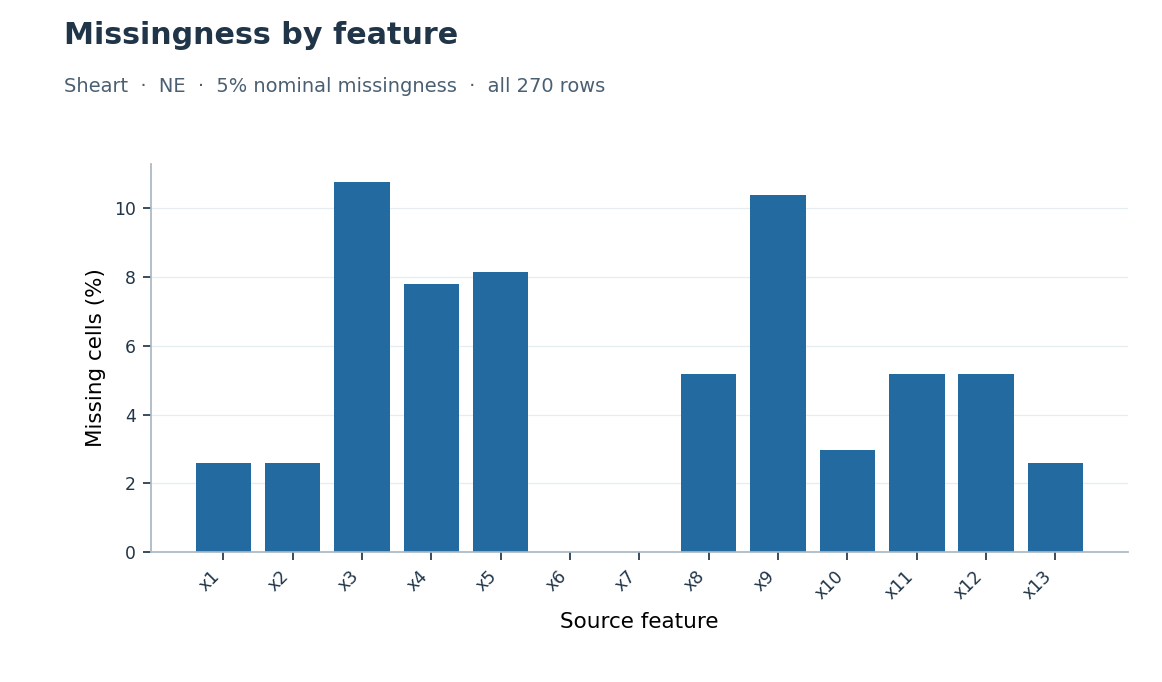 Missingness by feature
Sheart · NE · 5% nominal missingness · all 270 rows
Missing cells (%)
10
8
6
4
2
0
x1 x2 x3 x4 x5 x6 x7 x8 x9 x10 x11 x12 x13
Source feature